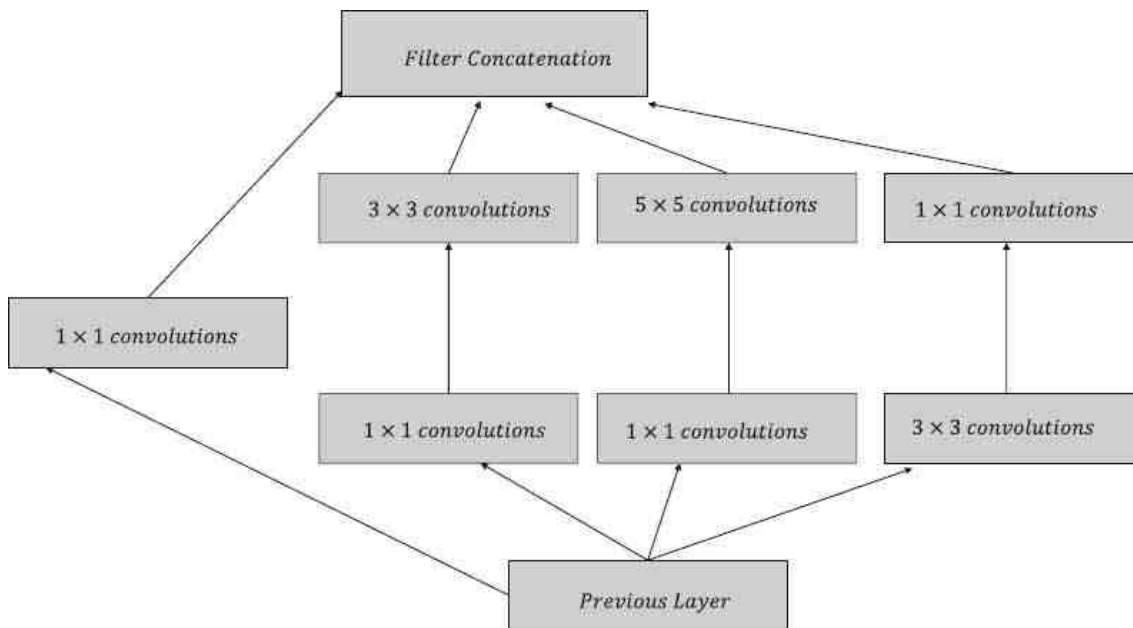 Filter Concatenation
3 × 3 convolutions
5 × 5 convolutions
1 × 1 convolutions
1 × 1 convolutions
1 × 1 convolutions
1 × 1 convolutions
3 × 3 convolutions
Previous Layer